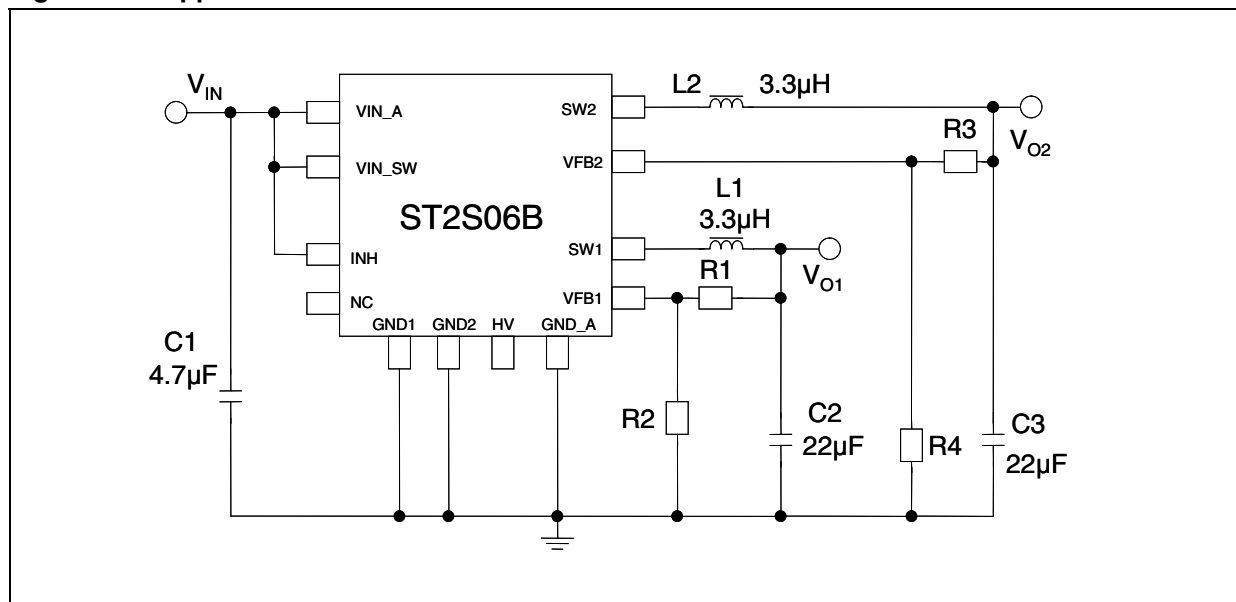 VIN
VIN_A
VIN_SW
INH
NC
ST2S06B
SW2
VFB2
SW1
VFB1
GND1
GND2
HV
GND_A
L2
3.3µH
R3
VO2
L1
3.3µH
R1
VO1
C1
4.7µF
R2
C2
22µF
R4
C3
22µF